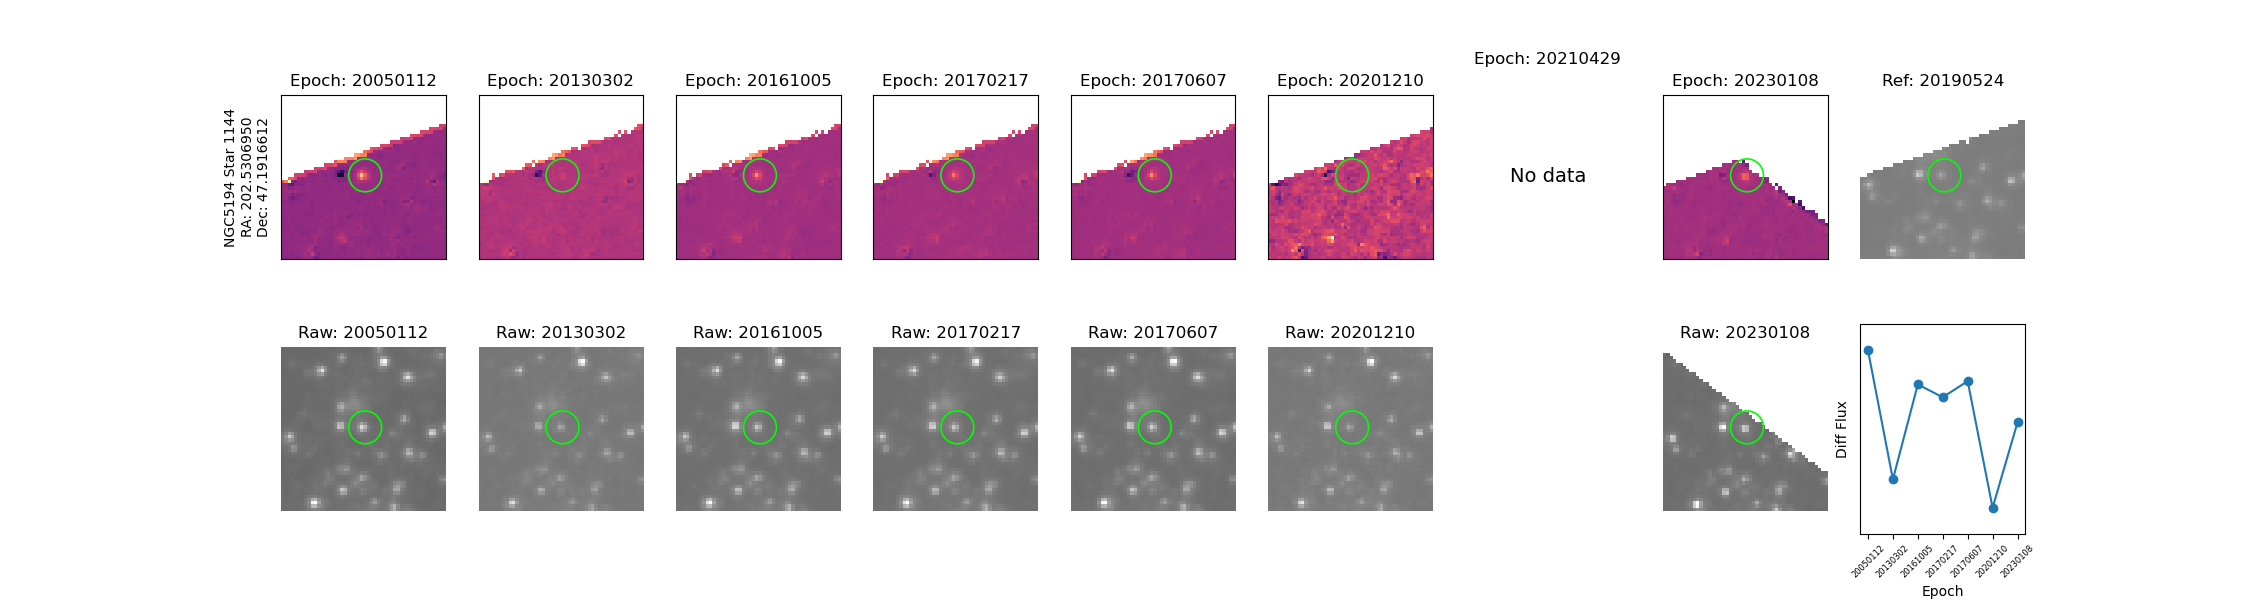 Epoch: 20050112
Epoch: 20130302
Epoch: 20161005
Epoch: 20170217
Epoch: 20170607
Epoch: 20201210
Epoch: 20210429
Epoch: 20230108
Ref: 20190524
NGC5194 Star 1144
RA: 202.5306950
Dec: 47.1916612
No data
Raw: 20050112
Raw: 20130302
Raw: 20161005
Raw: 20170217
Raw: 20170607
Raw: 20201210
Raw: 20230108
Diff Flux
20050112
20130302
20161005
20170217
20170607
20201210
20230108
Epoch